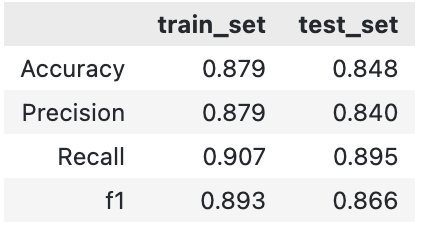 train_set test_set
Accuracy 0.879 0.848
Precision 0.879 0.840
Recall 0.907 0.895
f1 0.893 0.866